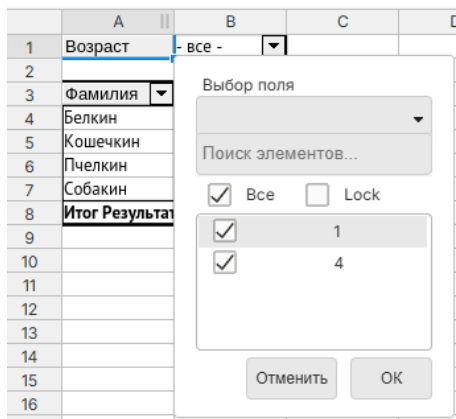 A B C D
1 Возраст - все -
2
Выбор поля
3 Фамилия
4 Белкин
5 Кошечкин
Поиск элементов...
6 Пчелкин
7 Собакин
Все Lock
8 Итог Результат
9
1
10
4
11
12
13
14
15
Отменить ОК
16